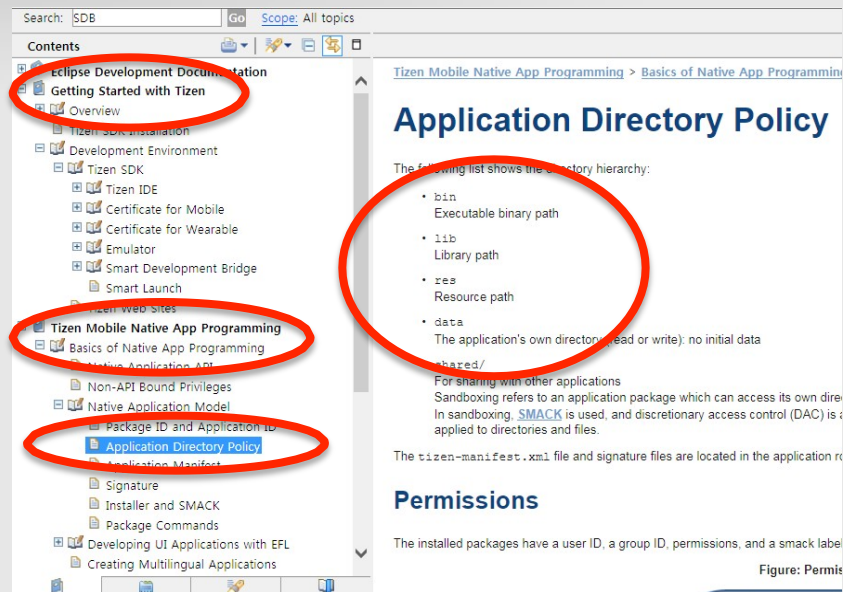 Search: SDB Go Scope: All topics
Contents
Eclipse Development Documentation
Getting Started with Tizen
Overview
Tizen SDK Installation
Development Environment
Tizen SDK
Tizen IDE
Certificate for Mobile
Certificate for Wearable
Emulator
Smart Development Bridge
Smart Launch
Tizen Web Sites
Tizen Mobile Native App Programming
Basics of Native App Programming
Native Application API
Non-API Bound Privileges
Native Application Model
Package ID and Application ID
Application Directory Policy
Application Manifest
Signature
Installer and SMACK
Package Commands
Developing UI Applications with EFL
Creating Multilingual Applications
Tizen Mobile Native App Programming > Basics of Native App Programming
Application Directory Policy
The following list shows the directory hierarchy:
• bin
Executable binary path
• lib
Library path
• res
Resource path
• data
The application's own directory (read or write): no initial data
shared/
For sharing with other applications
Sandboxing refers to an application package which can access its own dire
In sandboxing, SMACK is used, and discretionary access control (DAC) is a
applied to directories and files.
The tizen-manifest.xml file and signature files are located in the application ro
Permissions
The installed packages have a user ID, a group ID, permissions, and a smack label
Figure: Permis